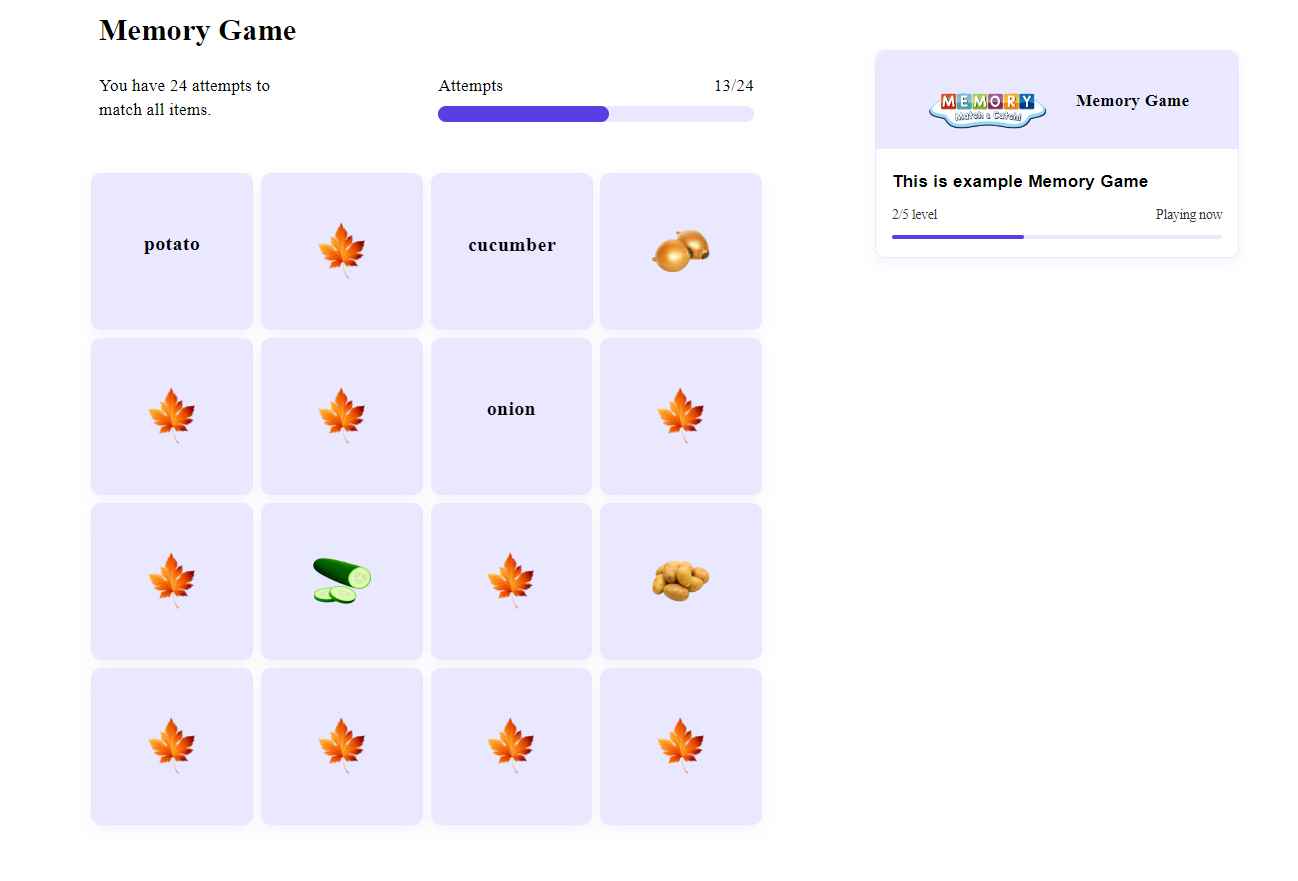 Memory Game
You have 24 attempts to
match all items.
Attempts
13/24
MEMORY
Match & Catch!
Memory Game
This is example Memory Game
2/5 level
Playing now
potato
cucumber
onion